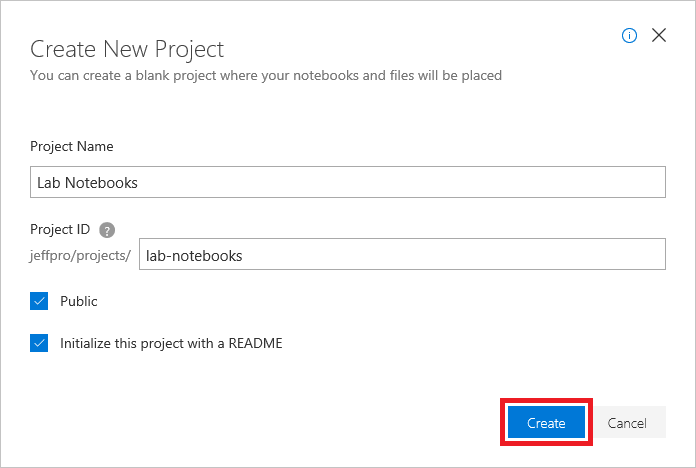 Create New Project
You can create a blank project where your notebooks and files will be placed
Project Name
Lab Notebooks
Project ID ?
jeffpro/projects/ lab-notebooks
Public
Initialize this project with a README
Create Cancel